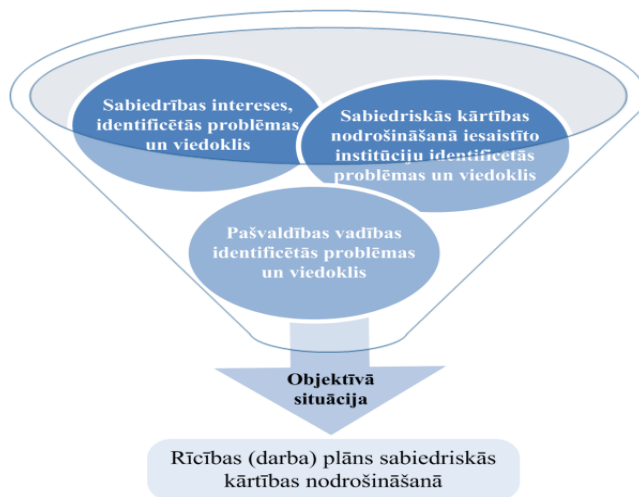 Sabiedrības intereses,
identificētās problēmas
un viedoklis
Sabiedriskās kārtības
nodrošināšanā iesaistīto
institūciju identificētās
problēmas un viedoklis
Pašvaldības vadības
identificētās problēmas
un viedoklis
Objektīvā
situācija
Rīcības (darba) plāns sabiedriskās
kārtības nodrošināšanā